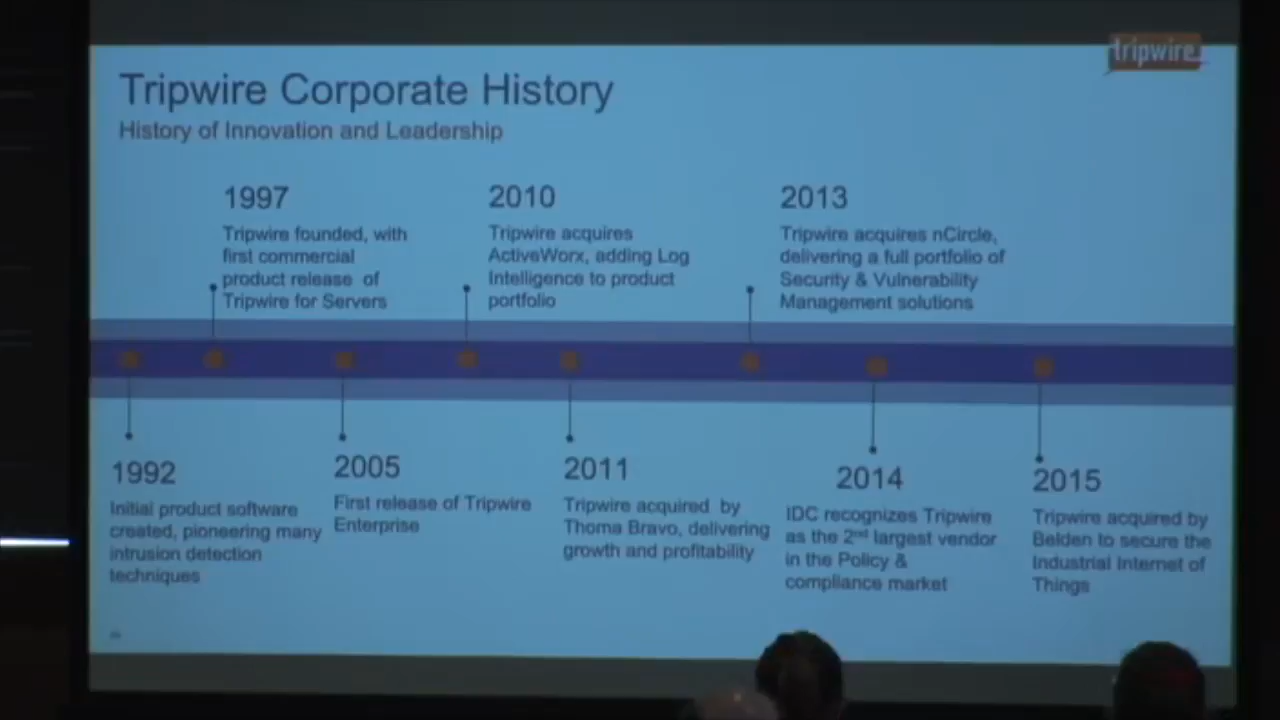 tripwire
Tripwire Corporate History
History of Innovation and Leadership
1997
Tripwire founded, with
first commercial
product release of
Tripwire for Servers
2010
Tripwire acquires
ActiveWorx, adding Log
Intelligence to product
portfolio
2013
Tripwire acquires nCircle,
delivering a full portfolio of
Security & Vulnerability
Management solutions
1992
Initial product software
created, pioneering many
intrusion detection
techniques
2005
First release of Tripwire
Enterprise
2011
Tripwire acquired by
Thoma Bravo, delivering
growth and profitability
2014
IDC recognizes Tripwire
as the 2nd largest vendor
in the Policy &
compliance market
2015
Tripwire acquired by
Belden to secure the
Industrial Internet of
Things